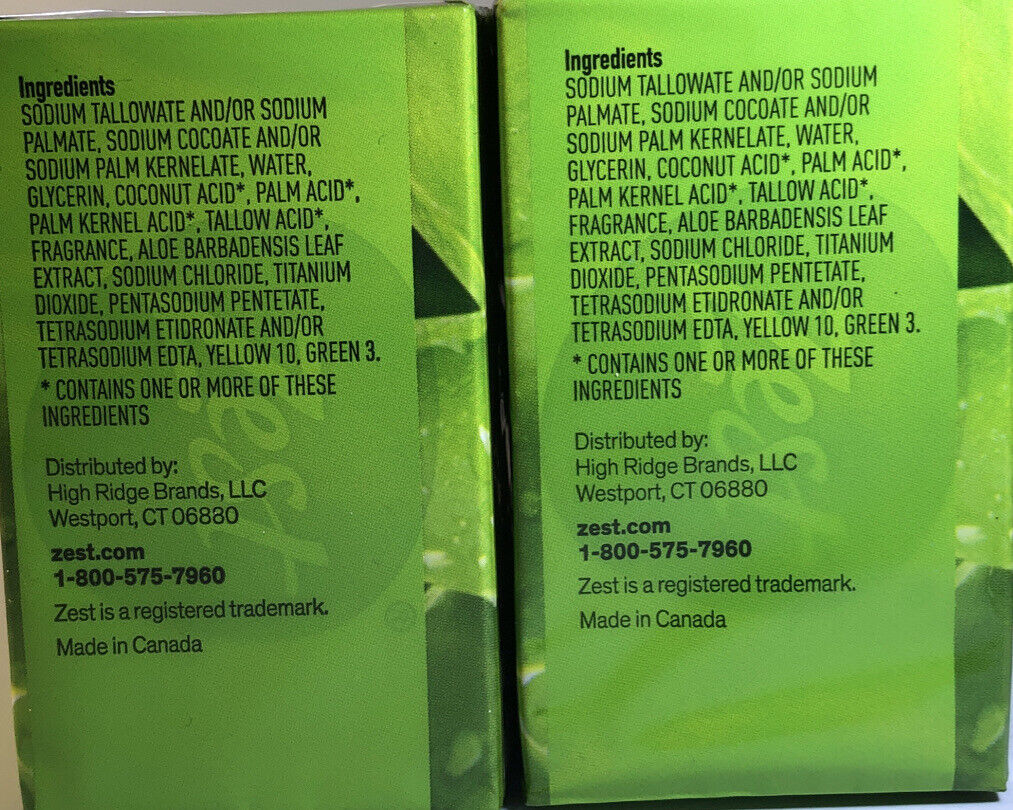 Ingredients
SODIUM TALLOWATE AND/OR SODIUM
PALMATE, SODIUM COCOATE AND/OR
SODIUM PALM KERNELATE, WATER,
GLYCERIN, COCONUT ACID*, PALM ACID*,
PALM KERNEL ACID*, TALLOW ACID*,
FRAGRANCE, ALOE BARBADENSIS LEAF
EXTRACT, SODIUM CHLORIDE, TITANIUM
DIOXIDE, PENTASODIUM PENTETATE,
TETRASODIUM ETIDRONATE AND/OR
TETRASODIUM EDTA, YELLOW 10, GREEN 3.
* CONTAINS ONE OR MORE OF THESE
INGREDIENTS
Distributed by:
High Ridge Brands, LLC
Westport, CT 06880
zest.com
1-800-575-7960
Zest is a registered trademark.
Made in Canada
Ingredients
SODIUM TALLOWATE AND/OR SODIUM
PALMATE, SODIUM COCOATE AND/OR
SODIUM PALM KERNELATE, WATER,
GLYCERIN, COCONUT ACID*, PALM ACID*,
PALM KERNEL ACID*, TALLOW ACID*,
FRAGRANCE, ALOE BARBADENSIS LEAF
EXTRACT, SODIUM CHLORIDE, TITANIUM
DIOXIDE, PENTASODIUM PENTETATE,
TETRASODIUM ETIDRONATE AND/OR
TETRASODIUM EDTA, YELLOW 10, GREEN 3.
* CONTAINS ONE OR MORE OF THESE
INGREDIENTS
Distributed by:
High Ridge Brands, LLC
Westport, CT 06880
zest.com
1-800-575-7960
Zest is a registered trademark.
Made in Canada